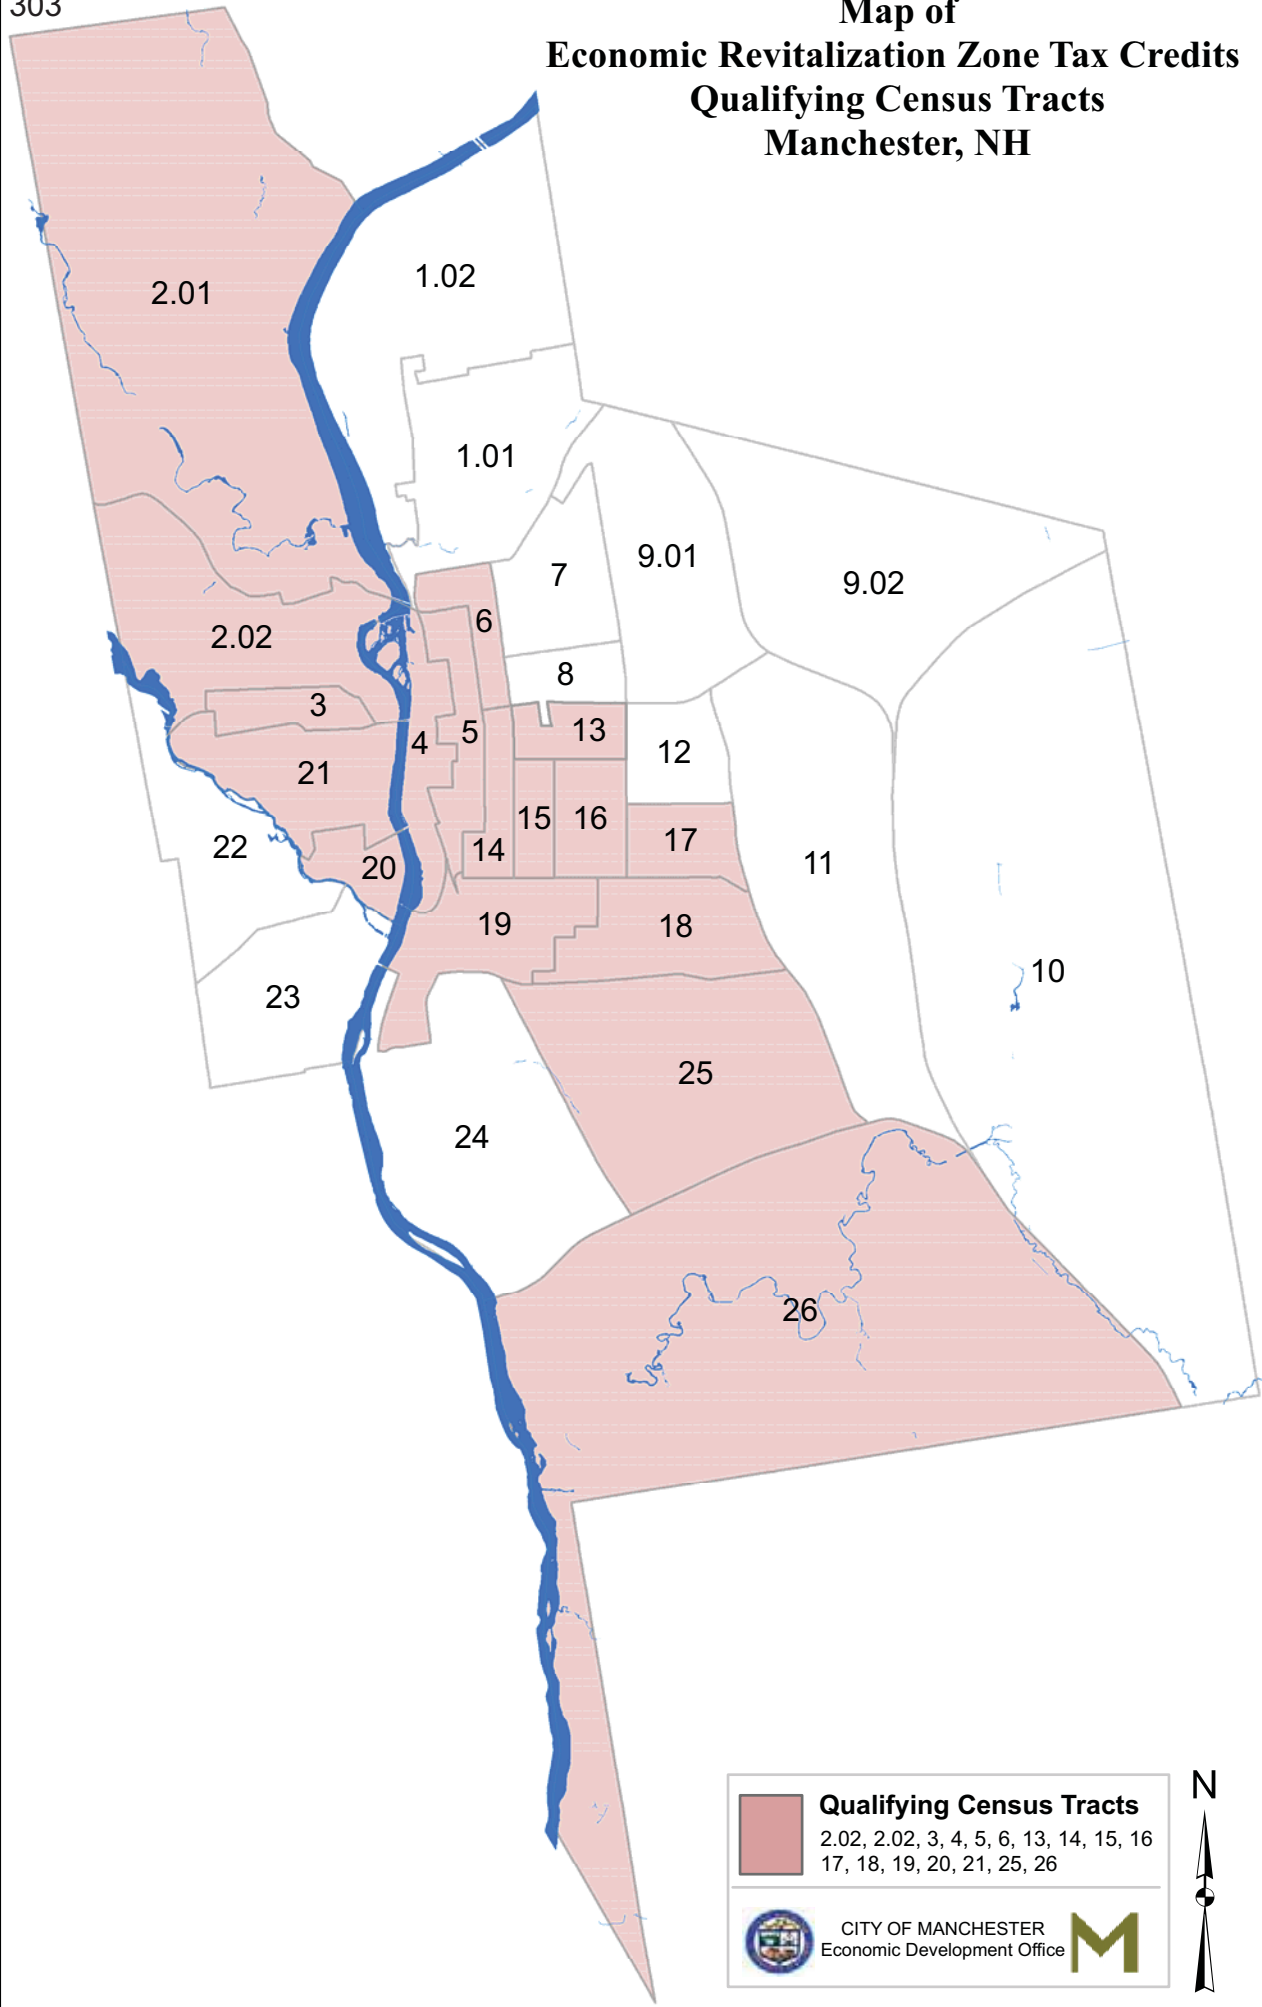 303
Map of
Economic Revitalization Zone Tax Credits
Qualifying Census Tracts
Manchester, NH
2.01
1.02
1.01
7
9.01
9.02
6
2.02
8
3
5
13
4
12
21
15
16
17
22
14
11
20
19
18
10
23
25
24
26
N
Qualifying Census Tracts
2.02, 2.02, 3, 4, 5, 6, 13, 14, 15, 16
17, 18, 19, 20, 21, 25, 26
CITY OF MANCHESTER
Economic Development Office
M